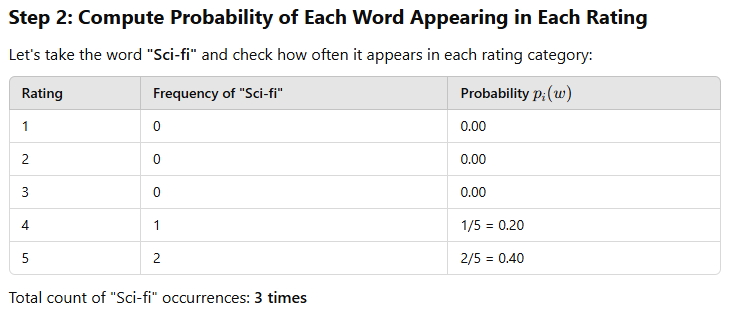 Step 2: Compute Probability of Each Word Appearing in Each Rating
Let's take the word "Sci-fi" and check how often it appears in each rating category:
Rating Frequency of "Sci-fi" Probability pᵢ(w)
1 0 0.00
2 0 0.00
3 0 0.00
4 1 1/5 = 0.20
5 2 2/5 = 0.40
Total count of "Sci-fi" occurrences: 3 times